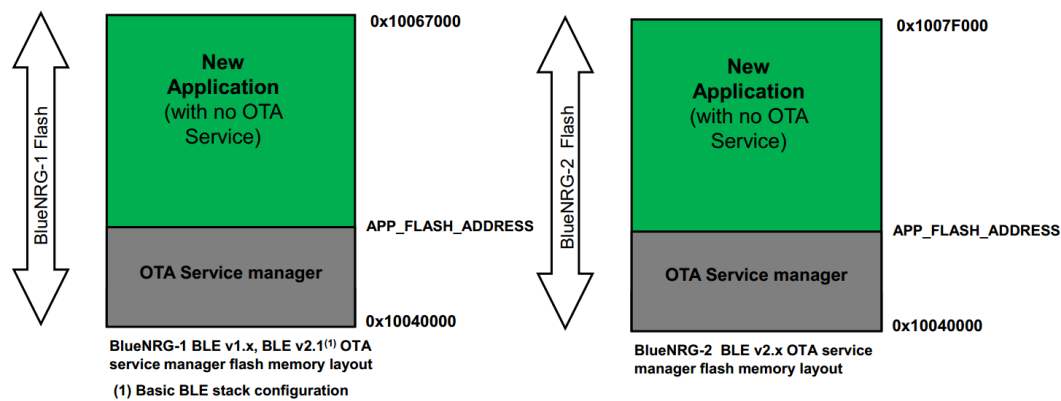 0x10067000
New
Application
(with no OTA
Service)
BlueNRG-1 Flash
APP_FLASH_ADDRESS
OTA Service manager
0x10040000
BlueNRG-1 BLE v1.x, BLE v2.1(1) OTA
service manager flash memory layout
(1) Basic BLE stack configuration
0x1007F000
New
Application
(with no OTA
Service)
BlueNRG-2 Flash
APP_FLASH_ADDRESS
OTA Service manager
0x10040000
BlueNRG-2 BLE v2.x OTA service
manager flash memory layout